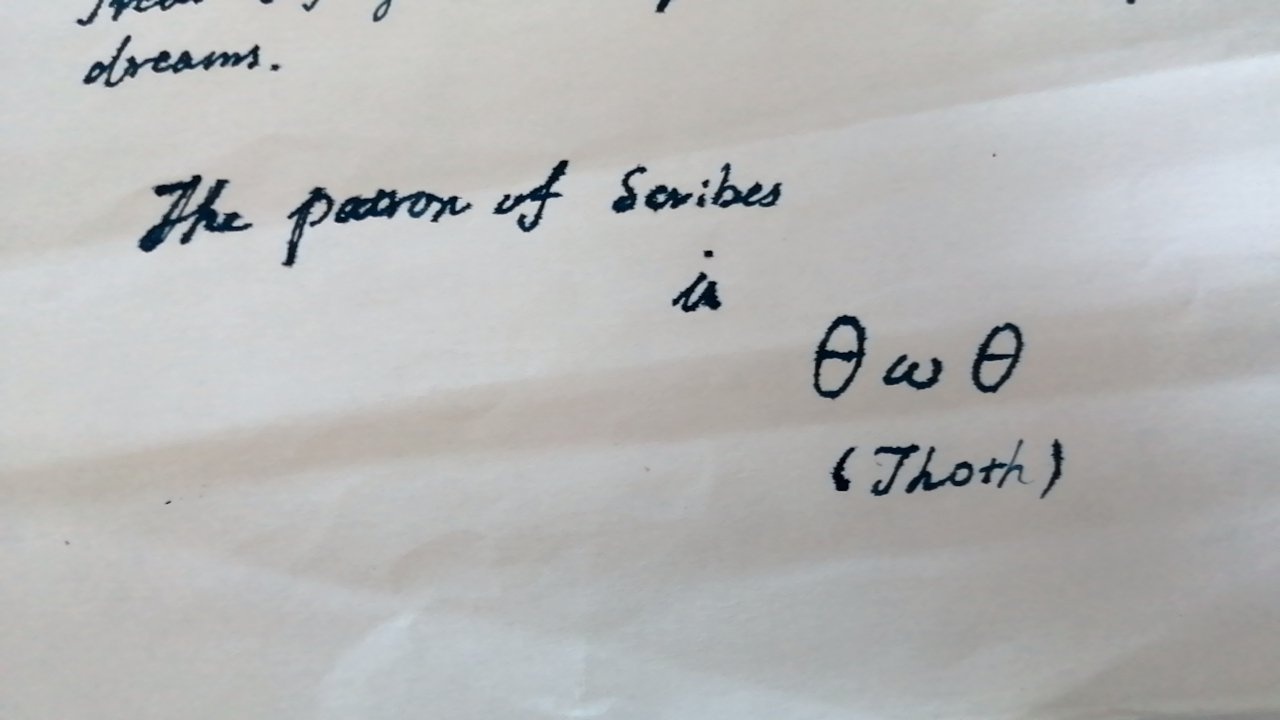 dreams.
The patron of Scribes
is
θωθ
(Thoth)